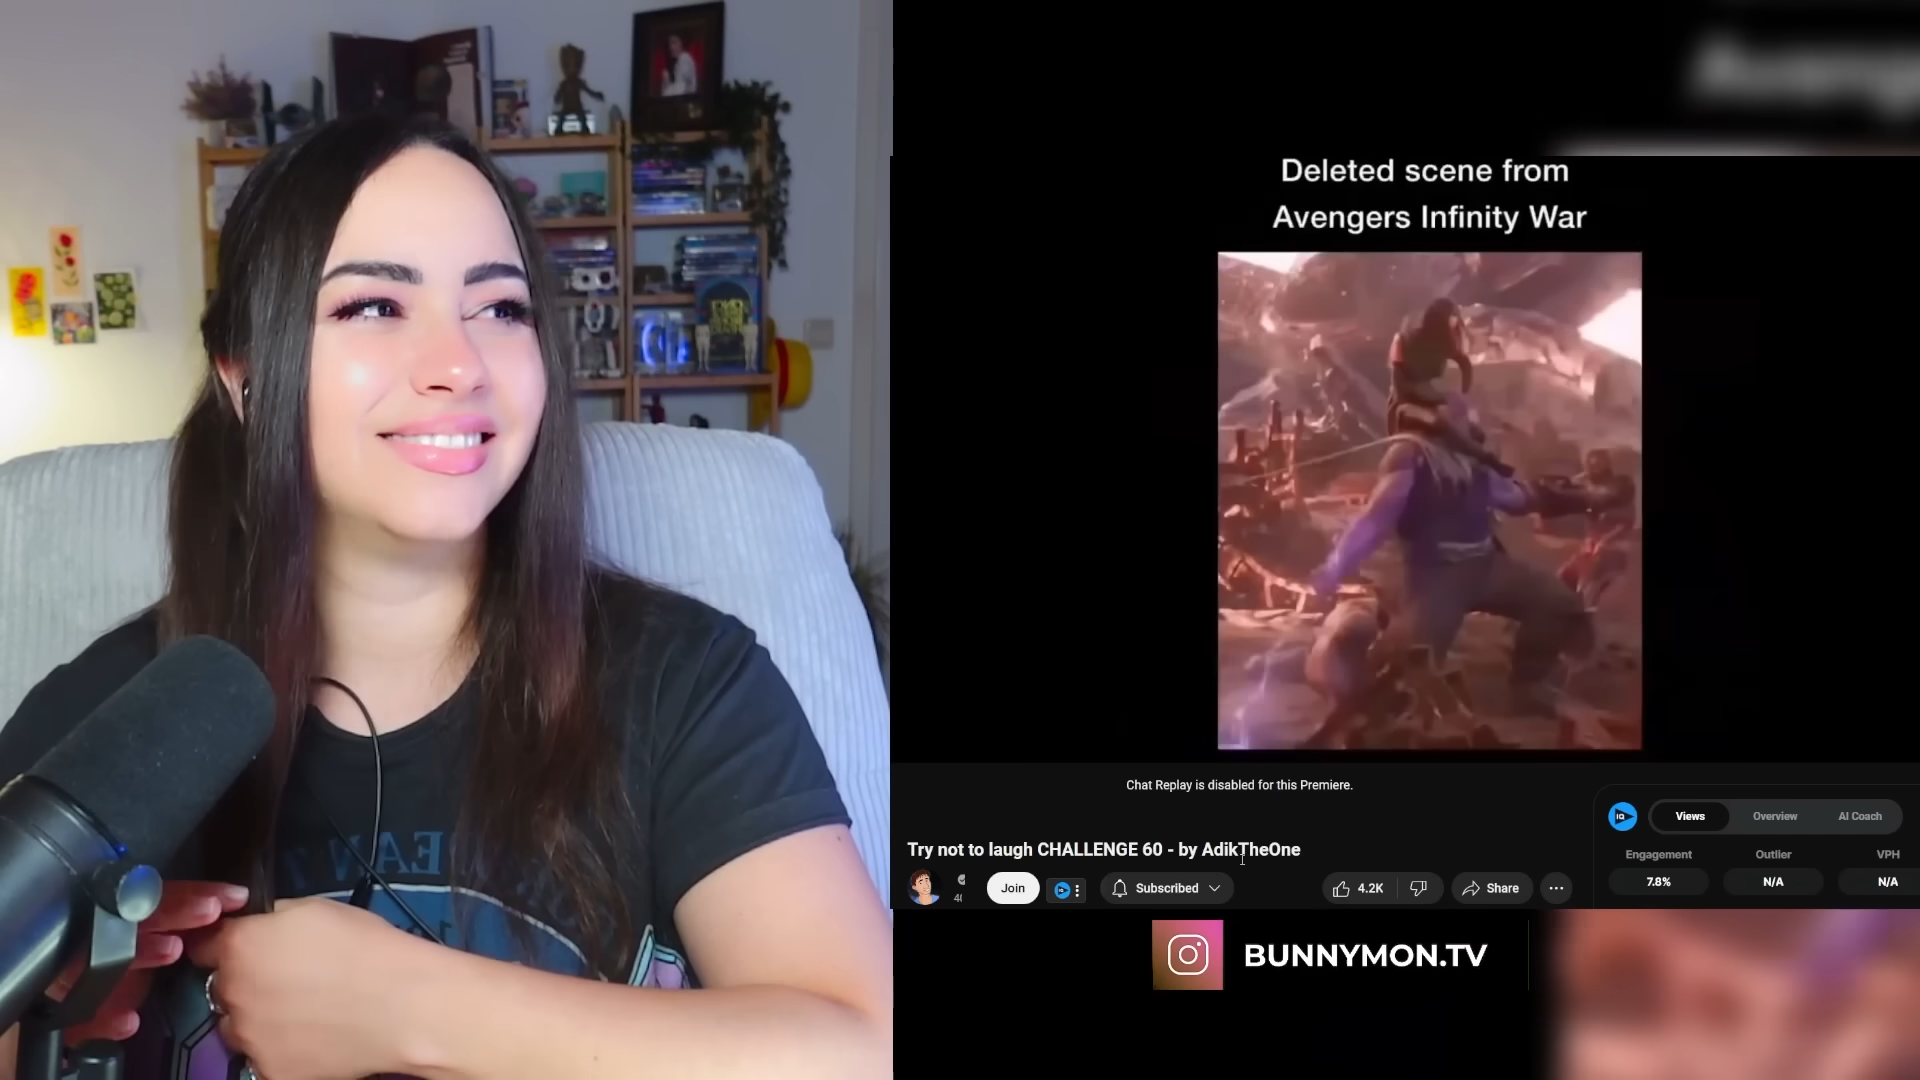 Deleted scene from
Avengers Infinity War
Chat Replay is disabled for this Premiere.
Try not to laugh CHALLENGE 60 - by AdikTheOne
Join
Subscribed
4.2K
Share
Views
Overview
AI Coach
Engagement
Outlier
VPH
7.8%
N/A
N/A
BUNNYMON.TV